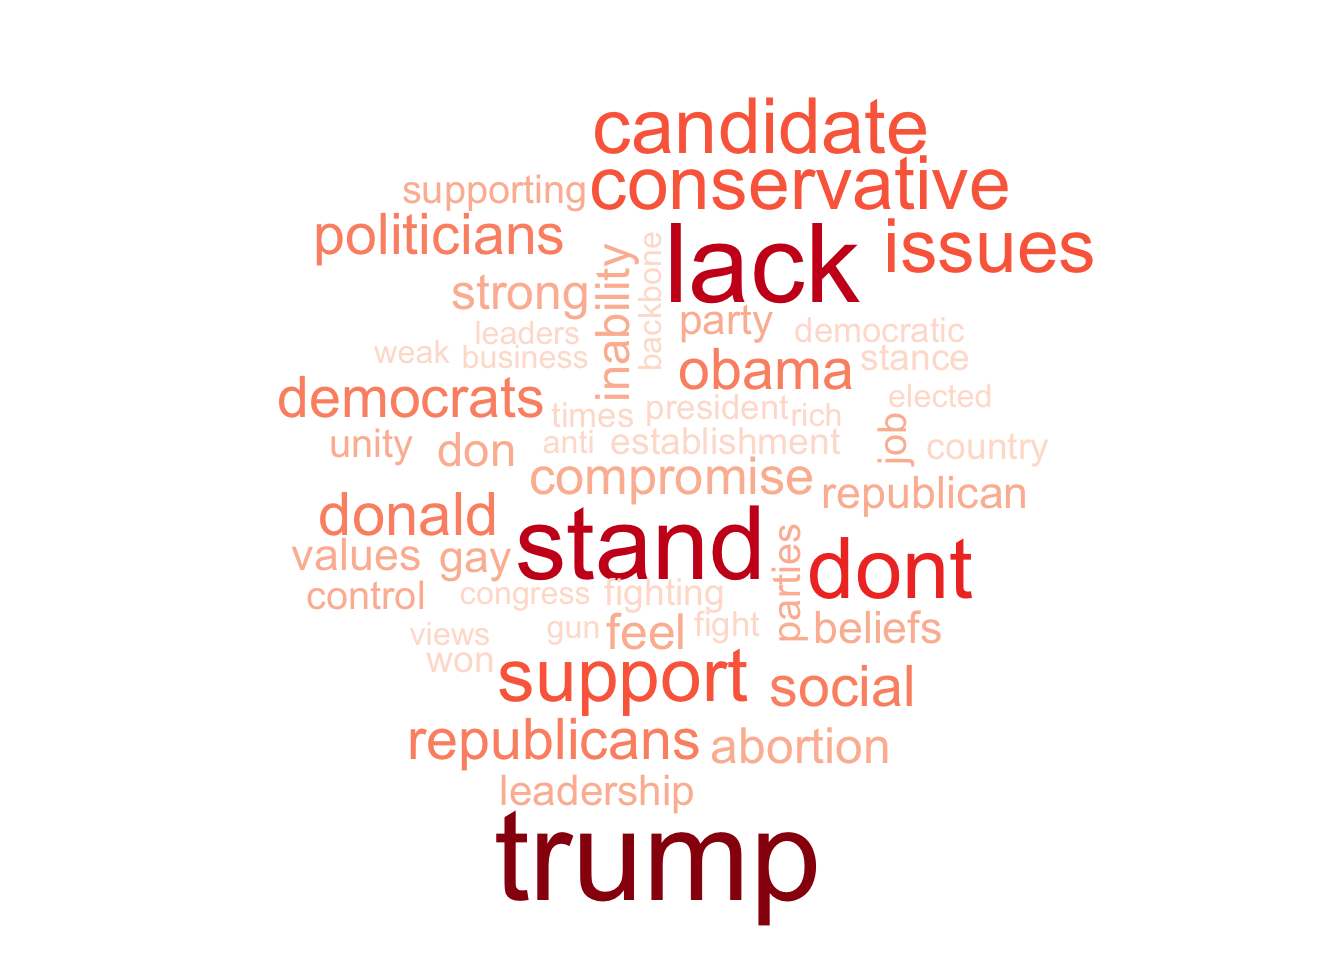 candidate
supporting conservative
politicians lack issues
strong inability backbone party democratic
leaders
weak business obama stance
democrats times president rich elected
unity don anti establishment job country
compromise republican
donald stand dont
values gay parties
control congress fighting
views gun feel fight beliefs
won support social
republicans abortion
leadership
trump